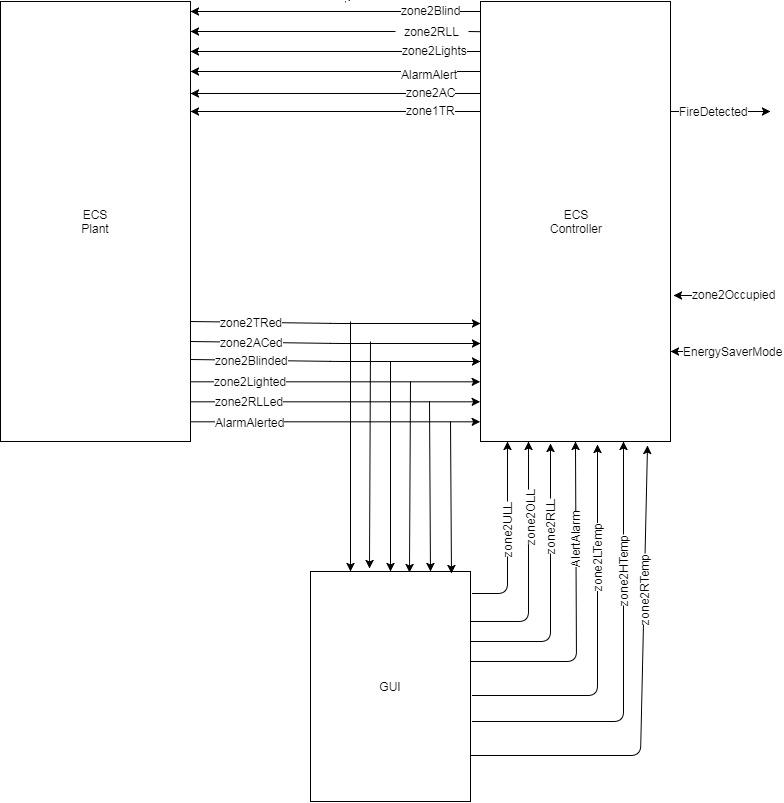 zone2Blind
zone2RLL
zone2Lights
AlarmAlert
zone2AC
zone1TR
FireDetected
ECS
Plant
ECS
Controller
zone2Occupied
zone2TRed
zone2ACed
EnergySaverMode
zone2Blinded
zone2Lighted
zone2RLLed
AlarmAlerted
zone2ULL
zone2OLL
zone2RLL
AlertAlarm
zone2LTemp
zone2HTemp
zone2RTemp
GUI